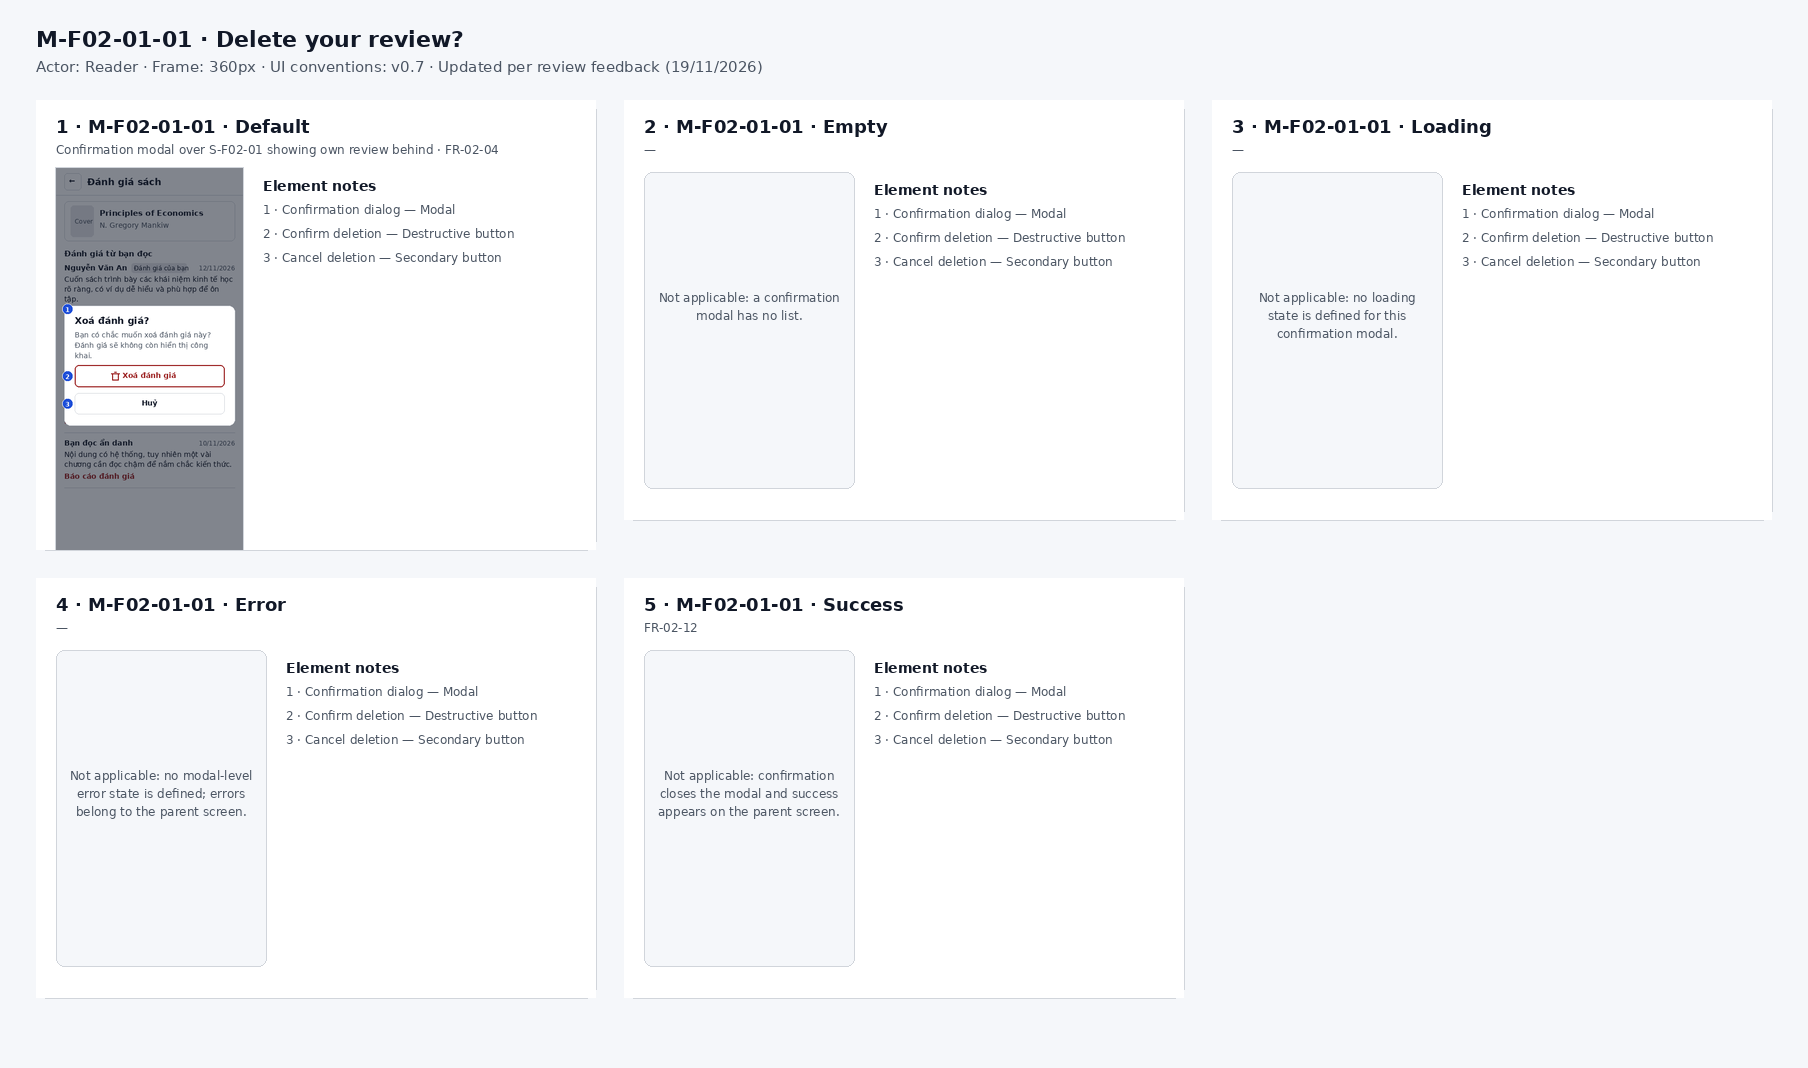 M-F02-01-01 · Delete your review?
Actor: Reader · Frame: 360px · UI conventions: v0.7 · Updated per review feedback (19/11/2026)
1 · M-F02-01-01 · Default
Confirmation modal over S-F02-01 showing own review behind · FR-02-04
←
Đánh giá sách
Cover
Principles of Economics
N. Gregory Mankiw
Đánh giá từ bạn đọc
Nguyễn Văn An
Đánh giá của bạn
12/11/2026
Cuốn sách trình bày các khái niệm kinh tế học
rõ ràng, có ví dụ dễ hiểu và phù hợp để ôn
tập.
1
Xoá đánh giá?
Bạn có chắc muốn xoá đánh giá này?
Đánh giá sẽ không còn hiển thị công
khai.
2
Xoá đánh giá
3
Huỷ
Bạn đọc ẩn danh
10/11/2026
Nội dung có hệ thống, tuy nhiên một vài
chương cần đọc chậm để nắm chắc kiến thức.
Báo cáo đánh giá
Element notes
1 · Confirmation dialog — Modal
2 · Confirm deletion — Destructive button
3 · Cancel deletion — Secondary button
2 · M-F02-01-01 · Empty
—
Not applicable: a confirmation
modal has no list.
Element notes
1 · Confirmation dialog — Modal
2 · Confirm deletion — Destructive button
3 · Cancel deletion — Secondary button
3 · M-F02-01-01 · Loading
—
Not applicable: no loading
state is defined for this
confirmation modal.
Element notes
1 · Confirmation dialog — Modal
2 · Confirm deletion — Destructive button
3 · Cancel deletion — Secondary button
4 · M-F02-01-01 · Error
—
Not applicable: no modal-level
error state is defined; errors
belong to the parent screen.
Element notes
1 · Confirmation dialog — Modal
2 · Confirm deletion — Destructive button
3 · Cancel deletion — Secondary button
5 · M-F02-01-01 · Success
FR-02-12
Not applicable: confirmation
closes the modal and success
appears on the parent screen.
Element notes
1 · Confirmation dialog — Modal
2 · Confirm deletion — Destructive button
3 · Cancel deletion — Secondary button